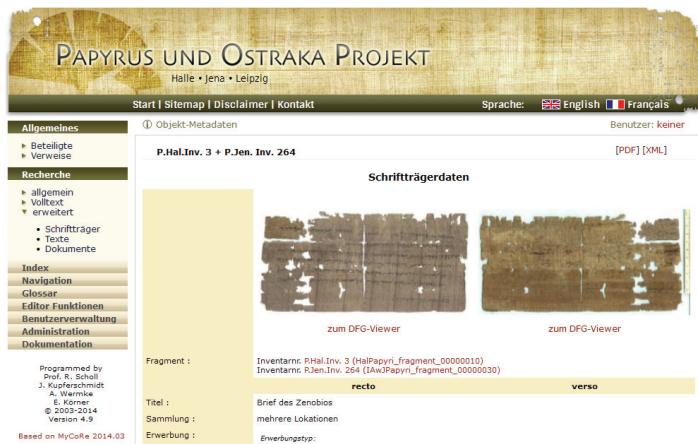 PAPYRUS UND OSTRAKA PROJEKT
Halle • Jena • Leipzig
Start | Sitemap | Disclaimer | Kontakt
Sprache: English Français
Allgemeines
Beteiligte
Verweise
Recherche
allgemein
Volltext
erweitert
Schriftträger
Texte
Dokumente
Index
Navigation
Glossar
Editor Funktionen
Benutzerverwaltung
Administration
Dokumentation
Programmed by
Prof. R. Scholl
J. Kupferschmidt
A. Wermke
E. Körner
© 2003-2014
Version 4.9
Based on MyCoRe 2014.03
Objekt-Metadaten
Benutzer: keiner
P.Hal.Inv. 3 + P.Jen. Inv. 264
[PDF] [XML]
Schriftträgerdaten
zum DFG-Viewer
zum DFG-Viewer
Fragment :
Inventarnr. P.Hal.Inv. 3 (HalPapyri_fragment_00000010)
Inventarnr. P.Jen.Inv. 264 (IAwJPapyri_fragment_00000030)
recto verso
Titel : Brief des Zenobios
Sammlung : mehrere Lokationen
Erwerbung : Erwerbungstyp: